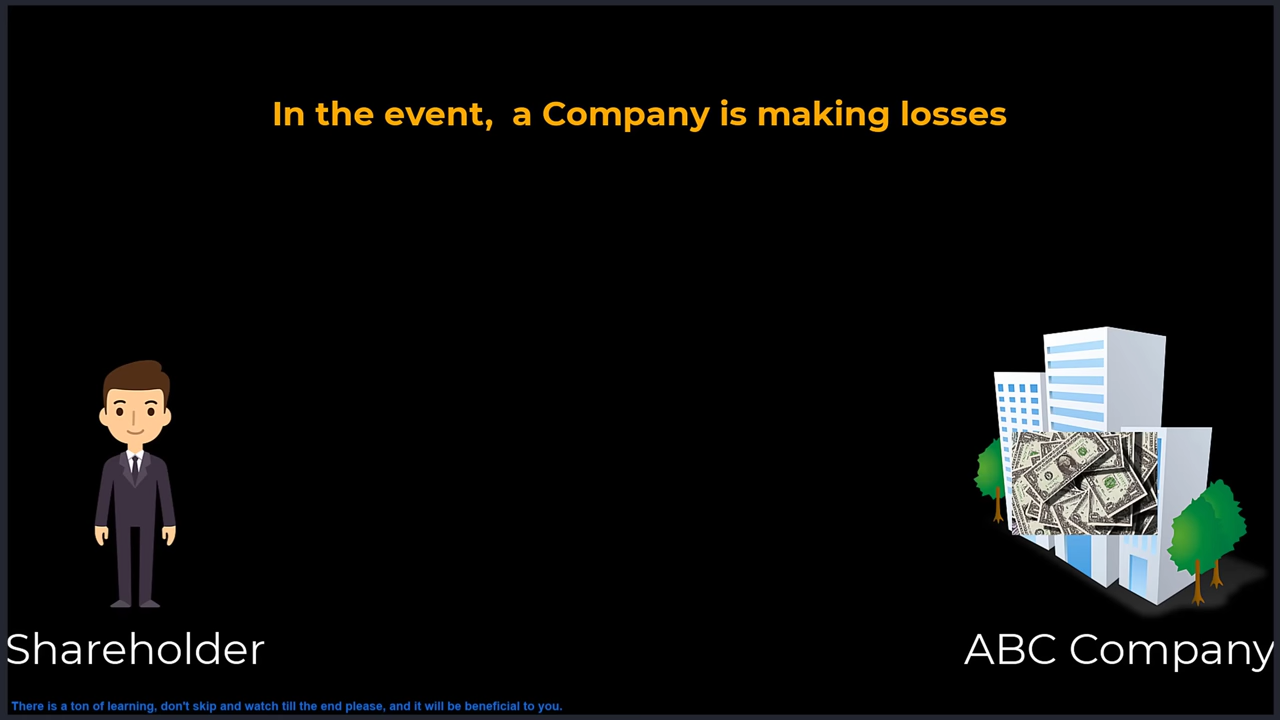 In the event,  a Company is making losses
Shareholder
ABC Company
There is a ton of learning, don't skip and watch till the end please, and it will be beneficial to you.